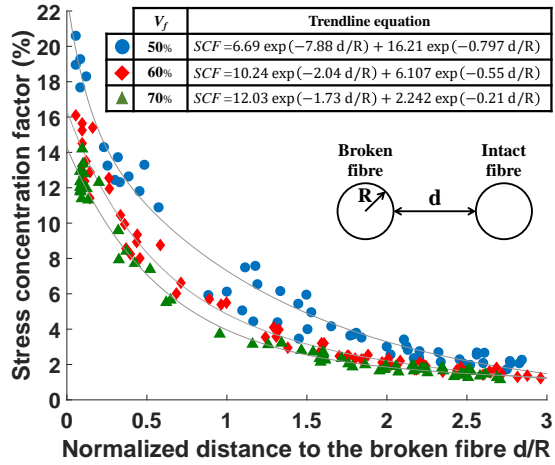 V_f Trendline equation
50% SCF=6.69 exp(−7.88 d/R) + 16.21 exp(−0.797 d/R)
60% SCF=10.24 exp(−2.04 d/R) + 6.107 exp(−0.55 d/R)
70% SCF=12.03 exp(−1.73 d/R) + 2.242 exp(−0.21 d/R)
Broken fibre
Intact fibre
R
d
Stress concentration factor (%)
22
20
18
16
14
12
10
8
6
4
2
0
0 0.5 1 1.5 2 2.5 3
Normalized distance to the broken fibre d/R